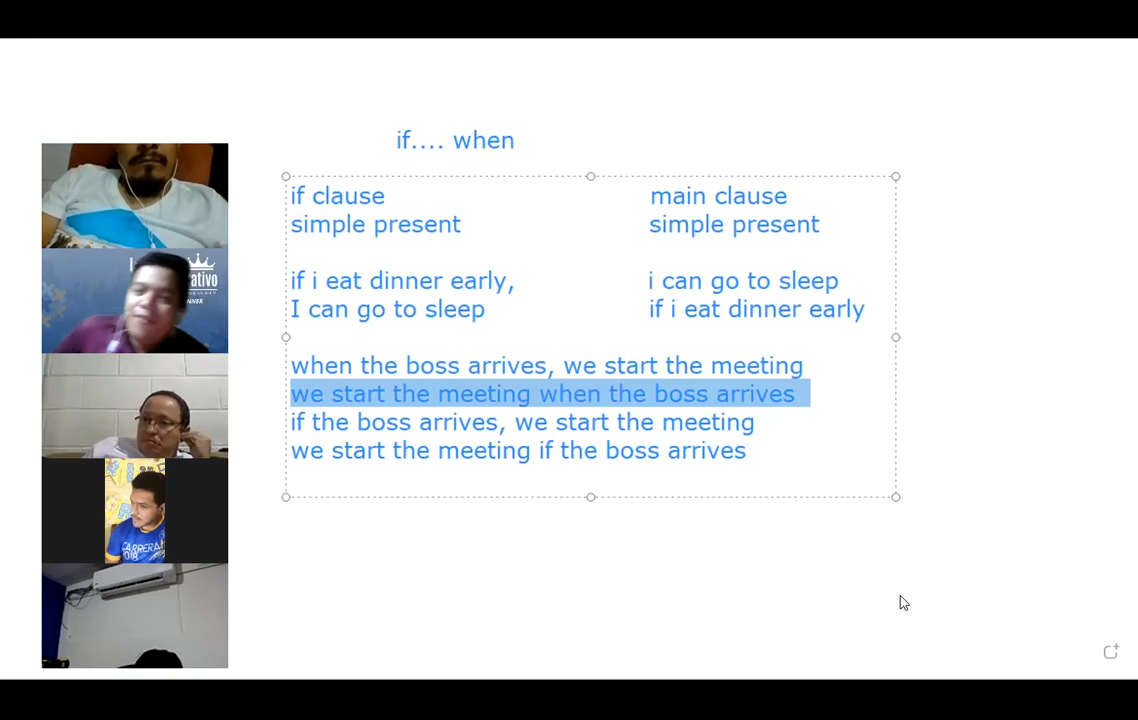 if.... when
if clause main clause
simple present simple present
if i eat dinner early, i can go to sleep
I can go to sleep if i eat dinner early
when the boss arrives, we start the meeting
we start the meeting when the boss arrives
if the boss arrives, we start the meeting
we start the meeting if the boss arrives
CARRERA